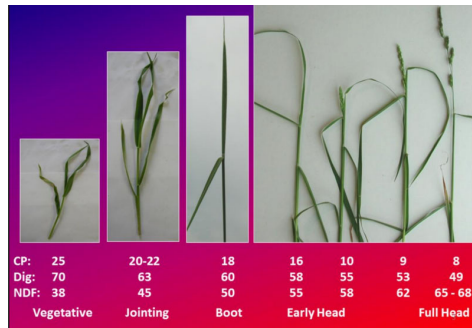 CP: 25 20-22 18 16 10 9 8
Dig: 70 63 60 58 55 53 49
NDF: 38 45 50 55 58 62 65 - 68
Vegetative Jointing Boot Early Head Full Head